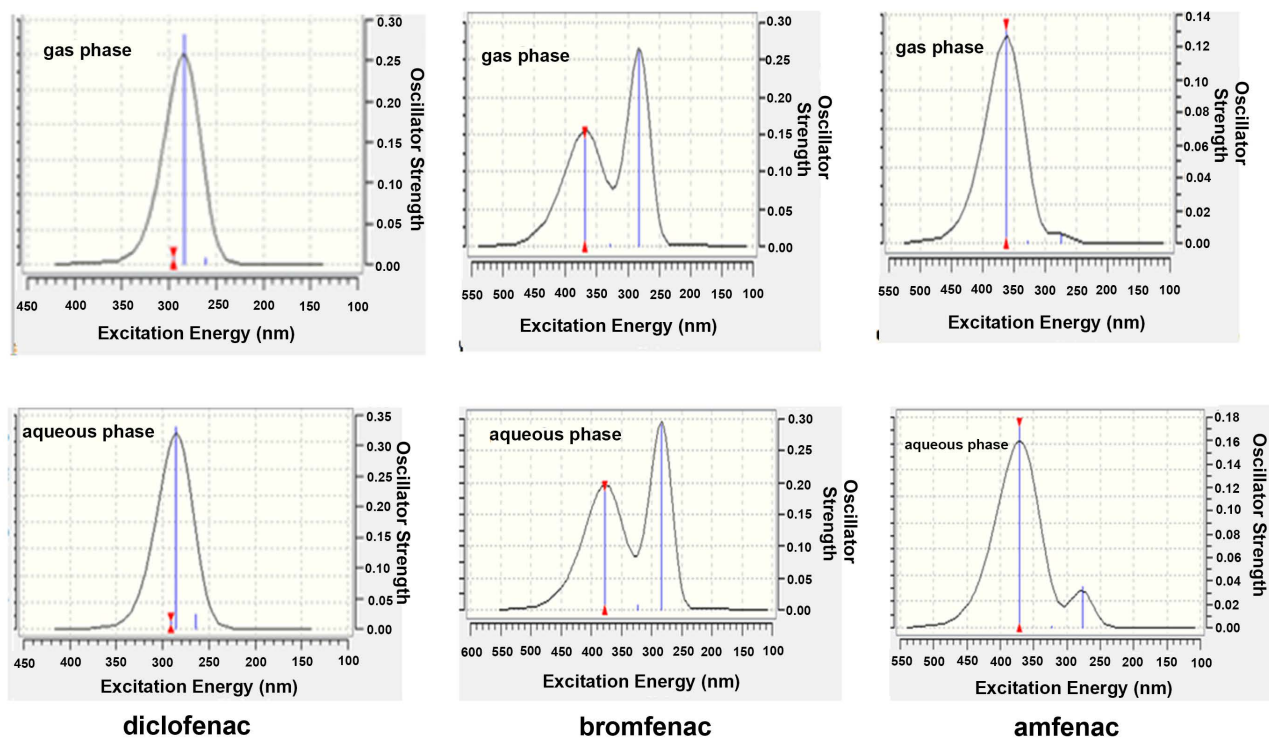 gas phase
0.30
0.25
0.20
0.15
0.10
0.05
0.00
Oscillator Strength
450 400 350 300 250 200 150 100
Excitation Energy (nm)
gas phase
0.30
0.25
0.20
0.15
0.10
0.05
0.00
Oscillator
Strength
550 500 450 400 350 300 250 200 150 100
Excitation Energy (nm)
gas phase
0.14
0.12
0.10
0.08
0.06
0.04
0.02
0.00
Oscillator
Strength
550 500 450 400 350 300 250 200 150 100
Excitation Energy (nm)
aqueous phase
0.35
0.30
0.25
0.20
0.15
0.10
0.05
0.00
Oscillator Strength
450 400 350 300 250 200 150 100
Excitation Energy (nm)
diclofenac
aqueous phase
0.30
0.25
0.20
0.15
0.10
0.05
0.00
Oscillator
Strength
600 550 500 450 400 350 300 250 200 150 100
Excitation Energy (nm)
bromfenac
aqueous phase
0.18
0.16
0.14
0.12
0.10
0.08
0.06
0.04
0.02
0.00
Oscillator Strength
550 500 450 400 350 300 250 200 150 100
Excitation Energy (nm)
amfenac